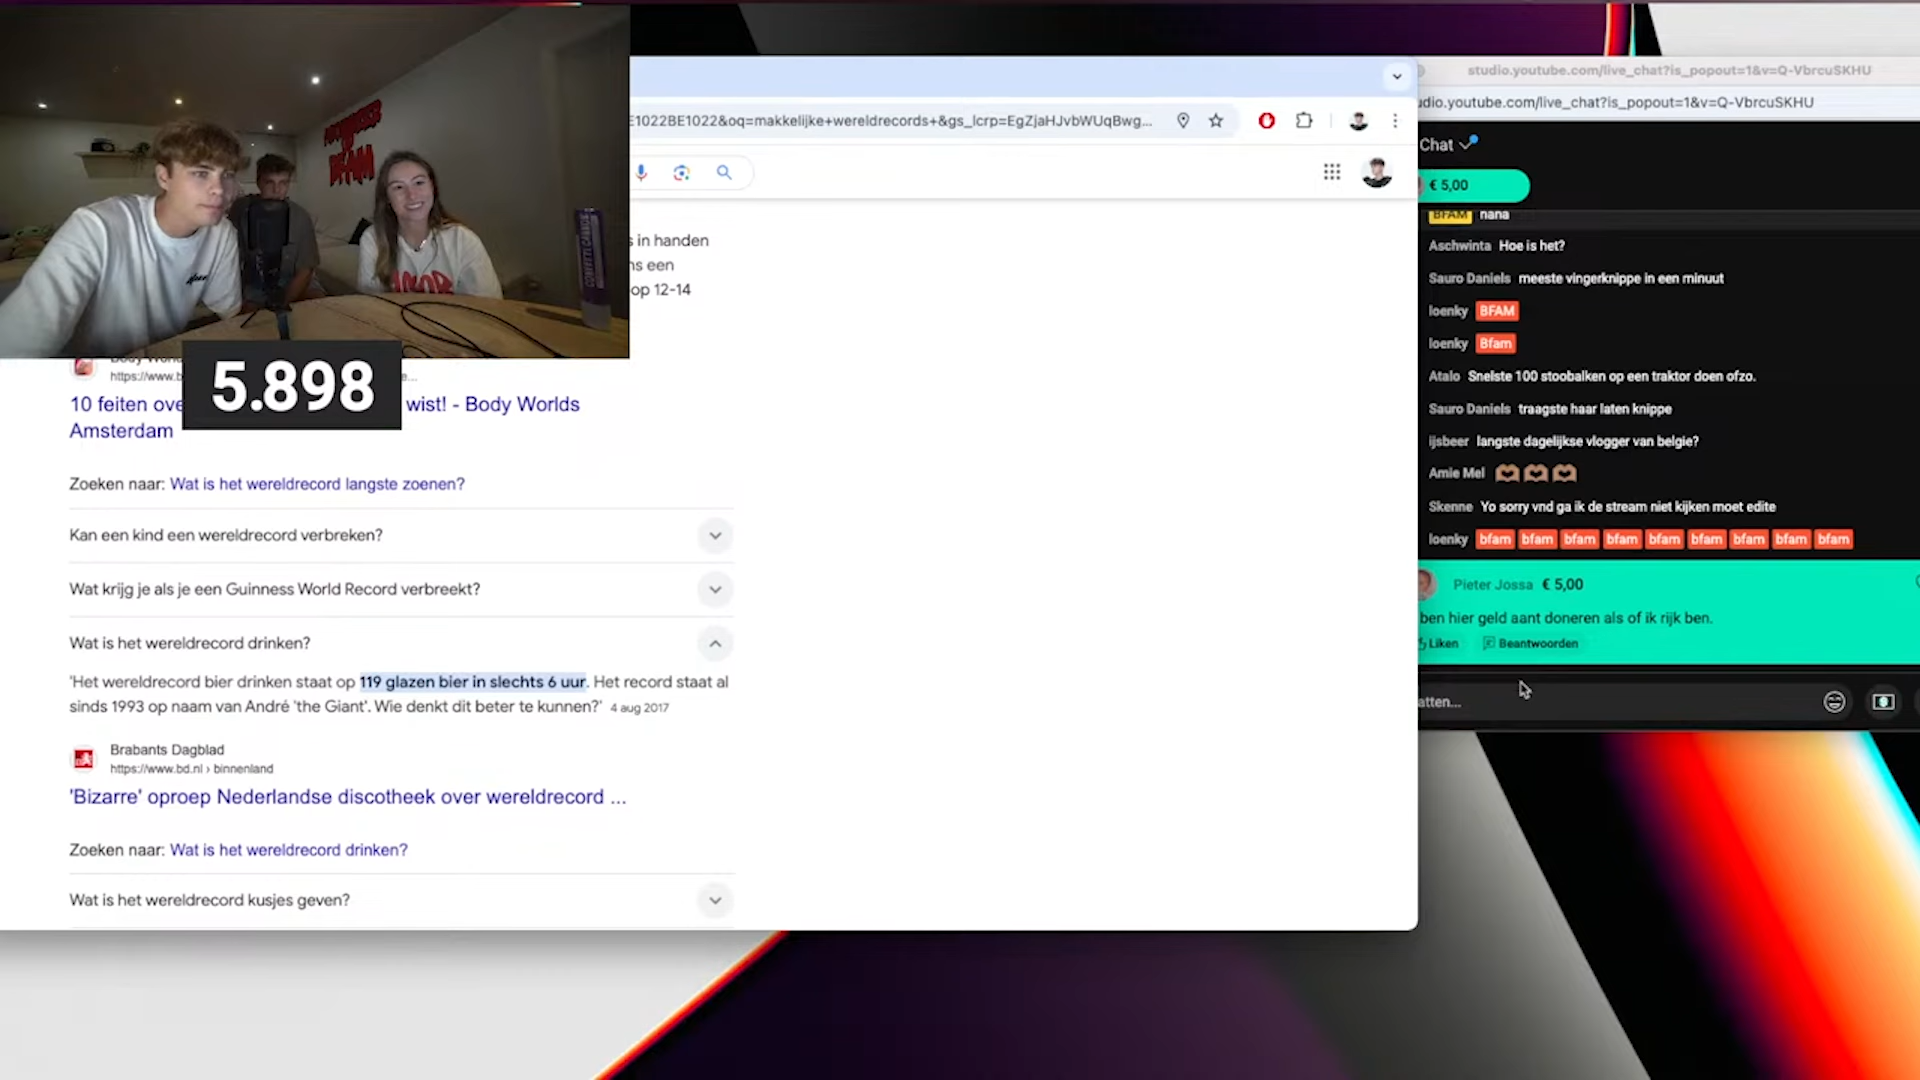 studio.youtube.com/live_chat?is_popout=1&v=Q-VbrcuSKHU
udio.youtube.com/live_chat?is_popout=1&v=Q-VbrcuSKHU
E1022BE1022&oq=makkelijke+wereldrecords+&gs_lcrp=EgZjaHJvbWUqBwg...
BFAM
5.898
s in handen
ns een
op 12-14
https://www.b
e...
10 feiten ove
wist! - Body Worlds
Amsterdam
Zoeken naar: Wat is het wereldrecord langste zoenen?
Kan een kind een wereldrecord verbreken?
Wat krijg je als je een Guinness World Record verbreekt?
Wat is het wereldrecord drinken?
'Het wereldrecord bier drinken staat op 119 glazen bier in slechts 6 uur. Het record staat al
sinds 1993 op naam van André 'the Giant'. Wie denkt dit beter te kunnen?' 4 aug 2017
Brabants Dagblad
https://www.bd.nl › binnenland
'Bizarre' oproep Nederlandse discotheek over wereldrecord ...
Zoeken naar: Wat is het wereldrecord drinken?
Wat is het wereldrecord kusjes geven?
Chat
€ 5,00
BFAM nana
Aschwinta Hoe is het?
Sauro Daniels meeste vingerknippe in een minuut
loenky BFAM
loenky Bfam
Atalo Snelste 100 stoobalken op een traktor doen ofzo.
Sauro Daniels traagste haar laten knippe
ijsbeer langste dagelijkse vlogger van belgie?
Amie Mel
Skenne Yo sorry vnd ga ik de stream niet kijken moet edite
loenky bfam bfam bfam bfam bfam bfam bfam bfam bfam
Pieter Jossa € 5,00
ben hier geld aant doneren als of ik rijk ben.
Liken Beantwoorden
atten...